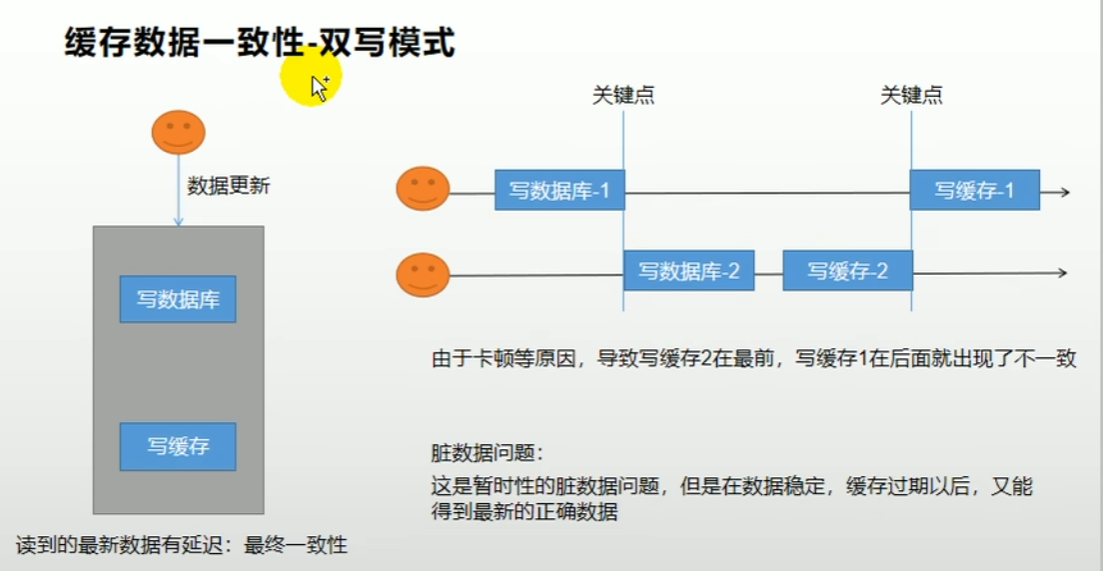 缓存数据一致性-双写模式
关键点
关键点
数据更新
写数据库-1
写缓存-1
写数据库-2
写缓存-2
写数据库
由于卡顿等原因，导致写缓存2在最前，写缓存1在后面就出现了不一致
写缓存
脏数据问题：
这是暂时性的脏数据问题，但是在数据稳定，缓存过期以后，又能
得到最新的正确数据
读到的最新数据有延迟：最终一致性